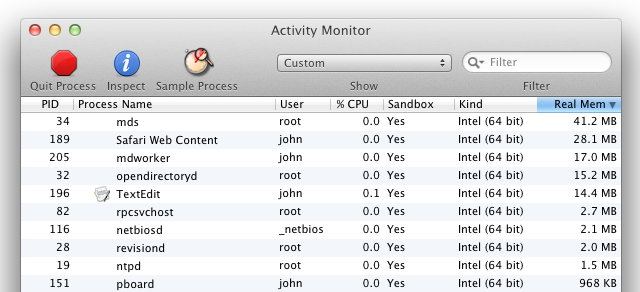 Activity Monitor
Quit Process Inspect Sample Process Custom Show Filter Filter
PID Process Name User % CPU Sandbox Kind Real Mem
34 mds root 0.0 Yes Intel (64 bit) 41.2 MB
189 Safari Web Content john 0.0 Yes Intel (64 bit) 28.1 MB
205 mdworker john 0.0 Yes Intel (64 bit) 17.0 MB
32 opendirectoryd root 0.0 Yes Intel (64 bit) 15.2 MB
196 TextEdit john 0.1 Yes Intel (64 bit) 14.4 MB
82 rpcsvchost root 0.0 Yes Intel (64 bit) 2.7 MB
116 netbiosd _netbios 0.0 Yes Intel (64 bit) 2.1 MB
28 revisiond root 0.0 Yes Intel (64 bit) 2.0 MB
19 ntpd root 0.0 Yes Intel (64 bit) 1.5 MB
151 pboard john 0.0 Yes Intel (64 bit) 968 KB